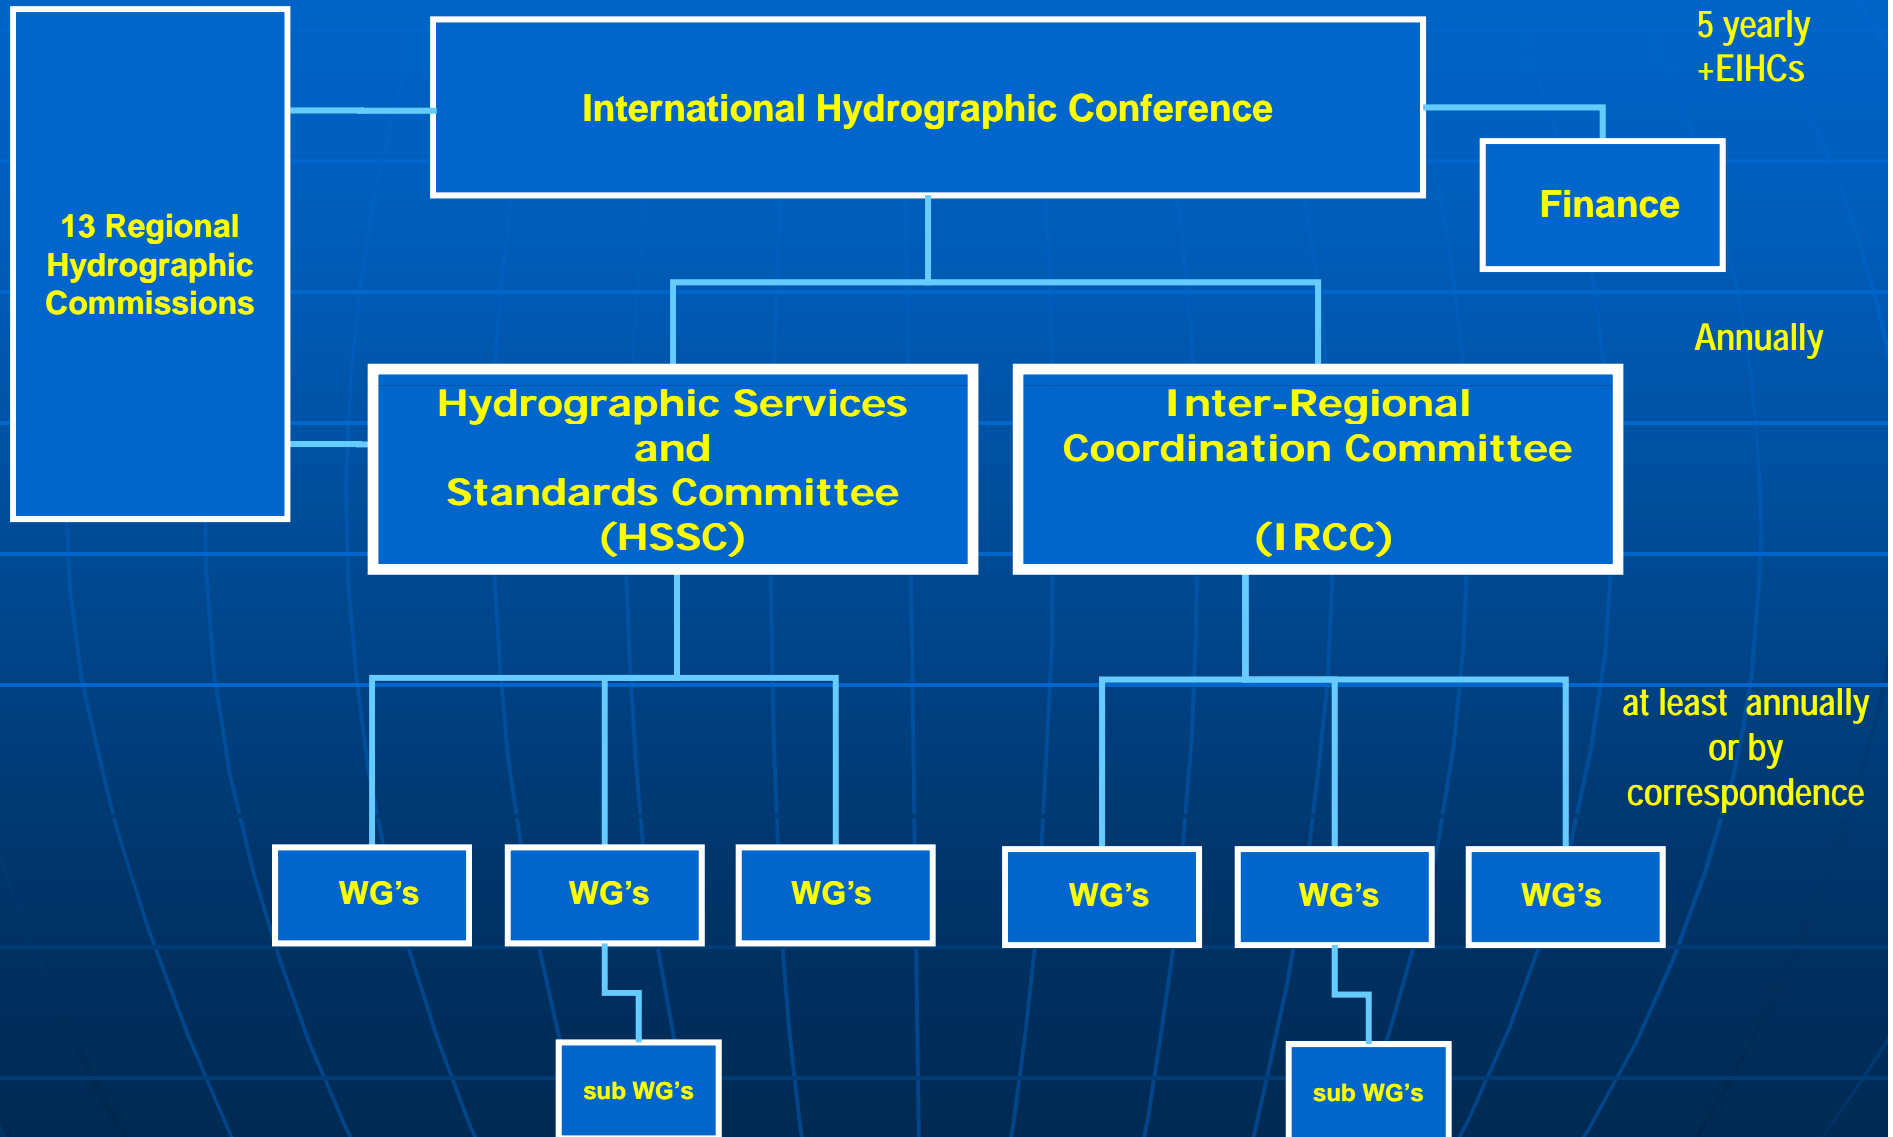 5 yearly
+EIHCs
International Hydrographic Conference
Finance
13 Regional
Hydrographic
Commissions
Annually
Hydrographic Services
and
Standards Committee
(HSSC)
Inter-Regional
Coordination Committee
(IRCC)
at least annually
or by
correspondence
WG’s
WG’s
WG’s
WG’s
WG’s
WG’s
sub WG’s
sub WG’s